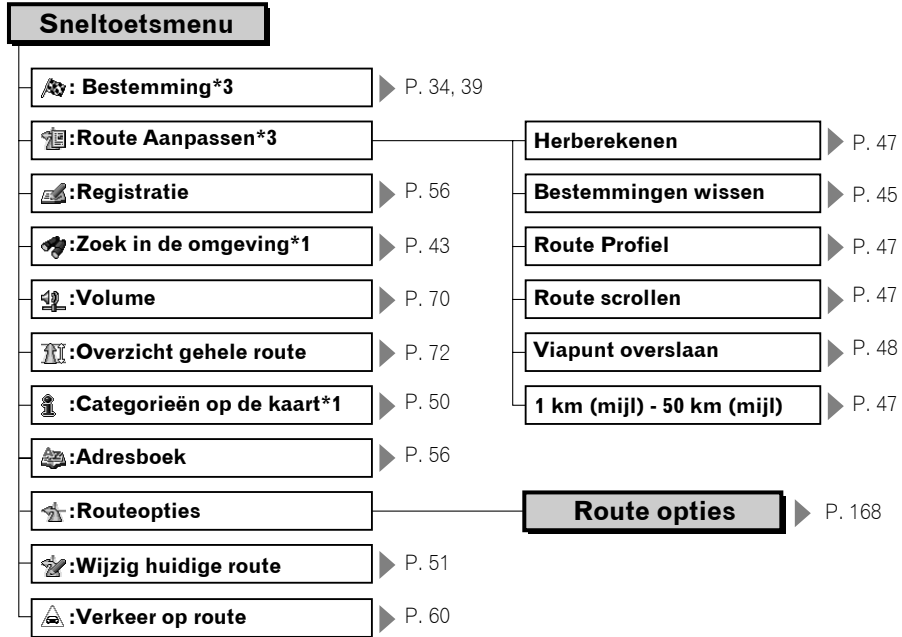 Sneltoetsmenu
: Bestemming*3 P. 34, 39
:Route Aanpassen*3 Herberekenen P. 47
:Registratie P. 56 Bestemmingen wissen P. 45
:Zoek in de omgeving*1 P. 43 Route Profiel P. 47
:Volume P. 70 Route scrollen P. 47
:Overzicht gehele route P. 72 Viapunt overslaan P. 48
:Categorieën op de kaart*1 P. 50 1 km (mijl) - 50 km (mijl) P. 47
:Adresboek P. 56
:Routeopties Route opties P. 168
:Wijzig huidige route P. 51
:Verkeer op route P. 60